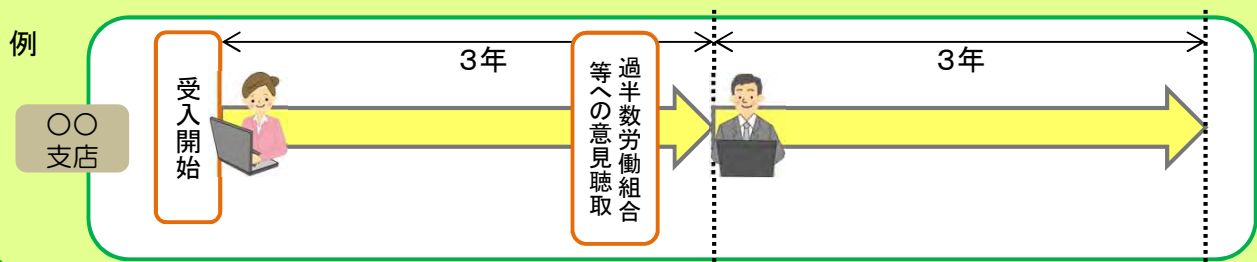 例
○○
支店
受入開始
3年
過半数労働組合
等への意見聴取
3年